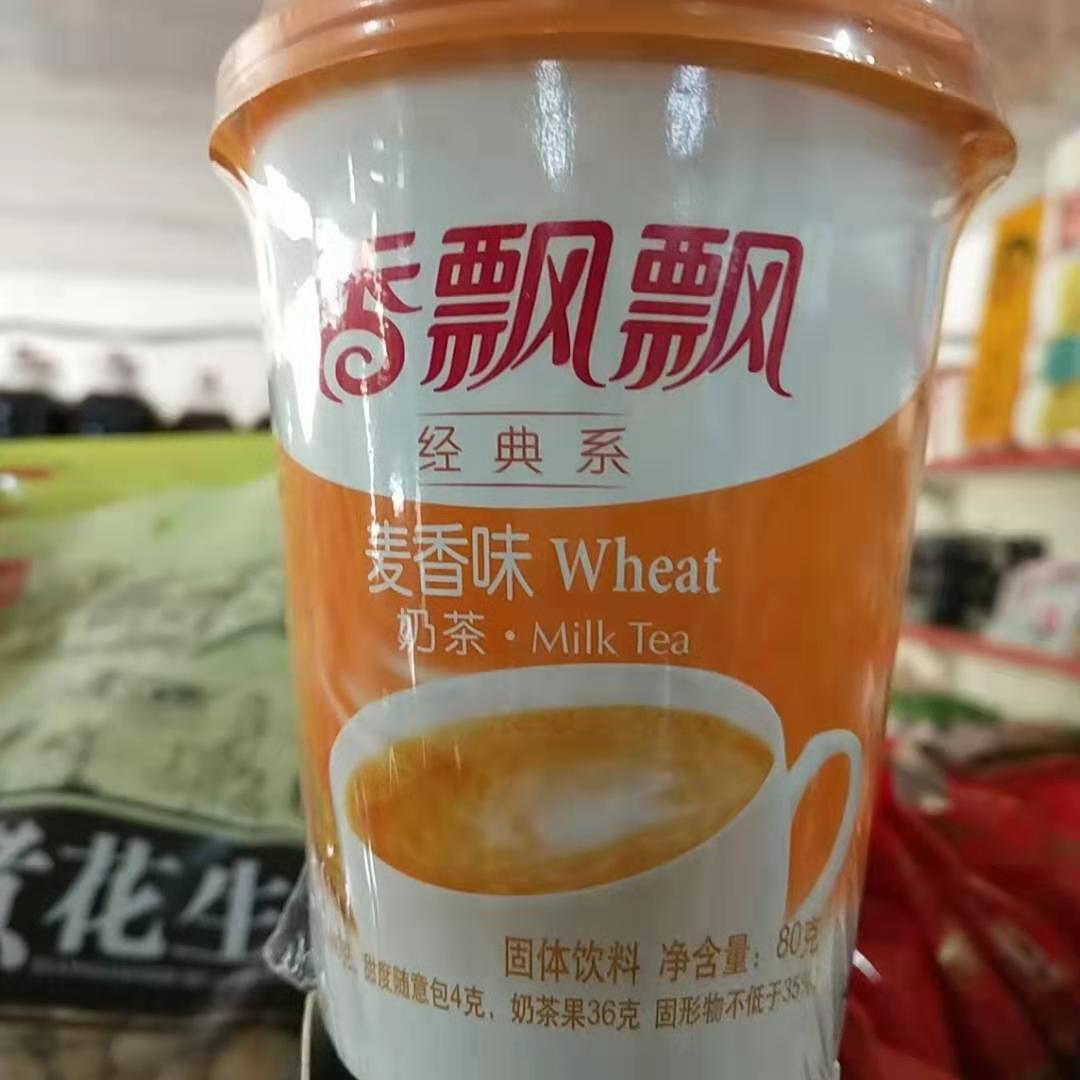 香飘飘
经典系
麦香味 Wheat
奶茶·Milk Tea
固体饮料 净含量：80克
甜度随意包4克，奶茶果36克 固形物不低于35%
花生